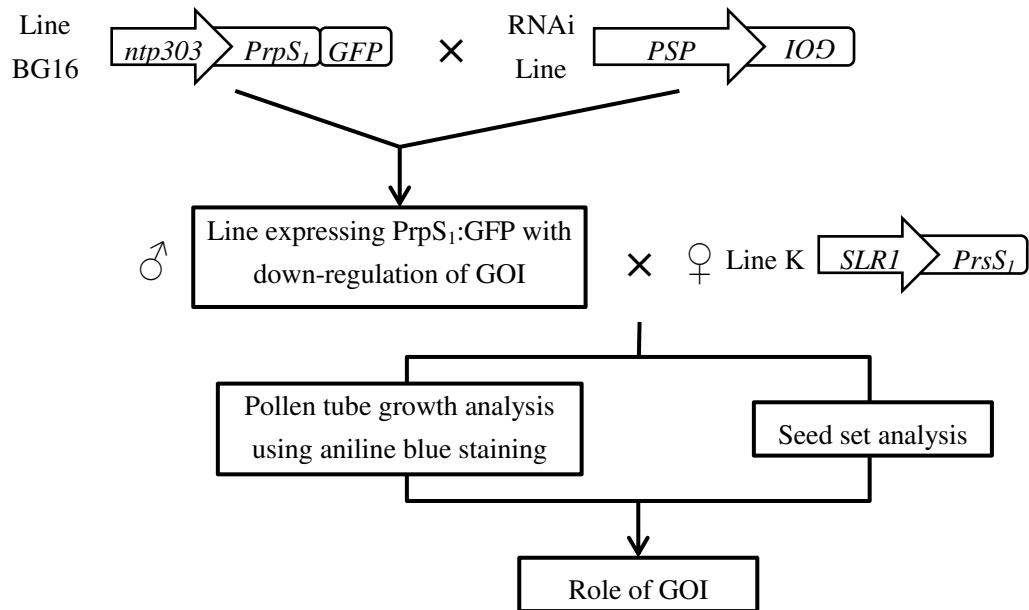 Line BG16
ntp303 PrpS₁ GFP
×
RNAi Line
PSP IO⅁
♂
Line expressing PrpS₁:GFP with
down-regulation of GOI
×
♀ Line K
SLR1 PrsS₁
Pollen tube growth analysis
using aniline blue staining
Seed set analysis
Role of GOI